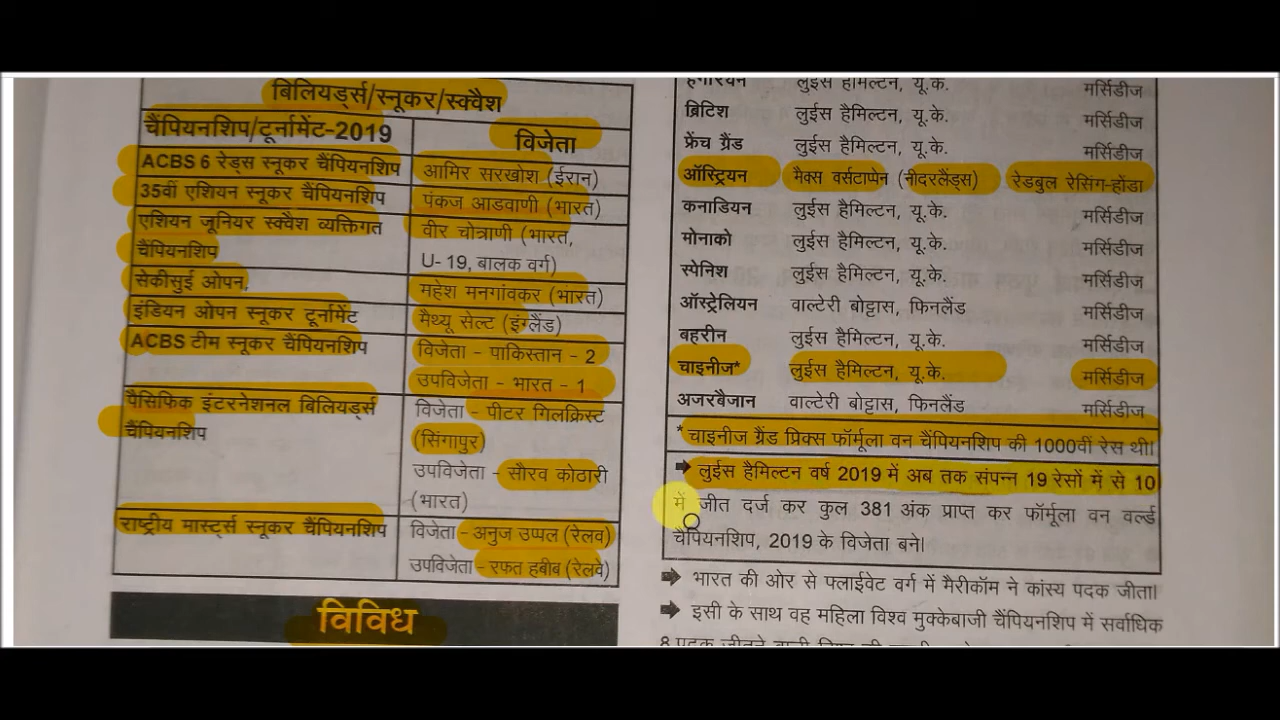 बिलियर्ड्स/स्नूकर/स्क्वैश
चैंपियनशिप/टूर्नामेंट-2019 विजेता
ACBS 6 रेड्स स्नूकर चैंपियनशिप आमिर सरखोश (ईरान)
35वीं एशियन स्नूकर चैंपियनशिप पंकज आडवाणी (भारत)
एशियन जूनियर स्क्वैश व्यक्तिगत वीर चोत्राणी (भारत,
चैंपियनशिप U- 19, बालक वर्ग)
सेकीसुई ओपन, महेश मनगांवकर (भारत)
इंडियन ओपन स्नूकर टूर्नामेंट मैथ्यू सेल्ट (इंग्लैंड)
ACBS टीम स्नूकर चैंपियनशिप विजेता - पाकिस्तान - 2
उपविजेता - भारत - 1
पैसिफिक इंटरनेशनल बिलियर्ड्स विजेता - पीटर गिलक्रिस्ट
चैंपियनशिप (सिंगापुर)
उपविजेता - सौरव कोठारी
(भारत)
राष्ट्रीय मास्टर्स स्नूकर चैंपियनशिप विजेता - अनुज उप्पल (रेलवे)
उपविजेता - रफत हबीब (रेलवे)
विविध
हंगेरियन लुईस हैमिल्टन, यू.के. मर्सिडीज
ब्रिटिश लुईस हैमिल्टन, यू.के. मर्सिडीज
फ्रेंच ग्रैंड लुईस हैमिल्टन, यू.के. मर्सिडीज
ऑस्ट्रियन मैक्स वर्सटाप्पेन (नीदरलैंड्स) रेडबुल रेसिंग-होंडा
कनाडियन लुईस हैमिल्टन, यू.के. मर्सिडीज
मोनाको लुईस हैमिल्टन, यू.के. मर्सिडीज
स्पेनिश लुईस हैमिल्टन, यू.के. मर्सिडीज
ऑस्ट्रेलियन वाल्टेरी बोट्टास, फिनलैंड मर्सिडीज
बहरीन लुईस हैमिल्टन, यू.के. मर्सिडीज
चाइनीज* लुईस हैमिल्टन, यू.के. मर्सिडीज
अजरबैजान वाल्टेरी बोट्टास, फिनलैंड मर्सिडीज
* चाइनीज ग्रैंड प्रिक्स फॉर्मूला वन चैंपियनशिप की 1000वीं रेस थी।
➡ लुईस हैमिल्टन वर्ष 2019 में अब तक संपन्न 19 रेसों में से 10
में जीत दर्ज कर कुल 381 अंक प्राप्त कर फॉर्मूला वन वर्ल्ड
चैंपियनशिप, 2019 के विजेता बने।
➡ भारत की ओर से फ्लाईवेट वर्ग में मैरीकॉम ने कांस्य पदक जीता।
➡ इसी के साथ वह महिला विश्व मुक्केबाजी चैंपियनशिप में सर्वाधिक
8 पदक जीतने वाली